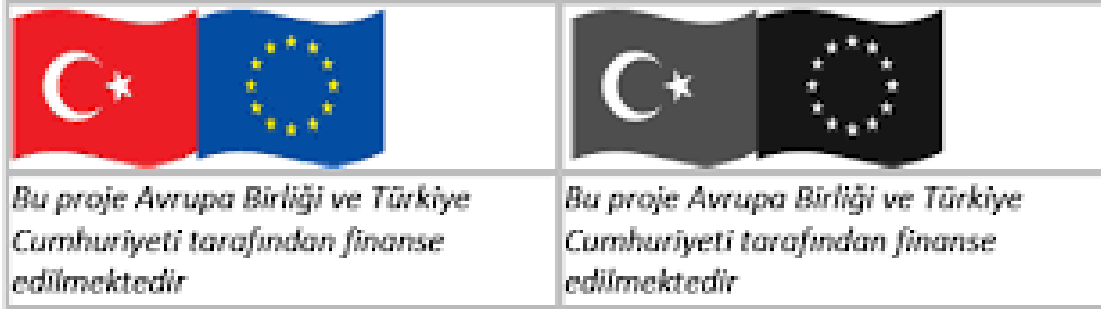 Bu proje Avrupa Birliği ve Türkiye
Cumhuriyeti tarafından finanse
edilmektedir
Bu proje Avrupa Birliği ve Türkiye
Cumhuriyeti tarafından finanse
edilmektedir